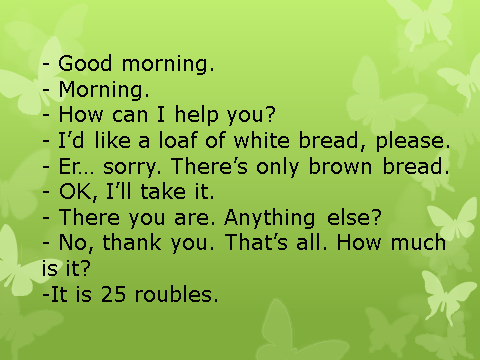 - Good morning.
- Morning.
- How can I help you?
- I’d like a loaf of white bread, please.
- Er… sorry. There’s only brown bread.
- OK, I’ll take it.
- There you are. Anything else?
- No, thank you. That’s all. How much
is it?
-It is 25 roubles.